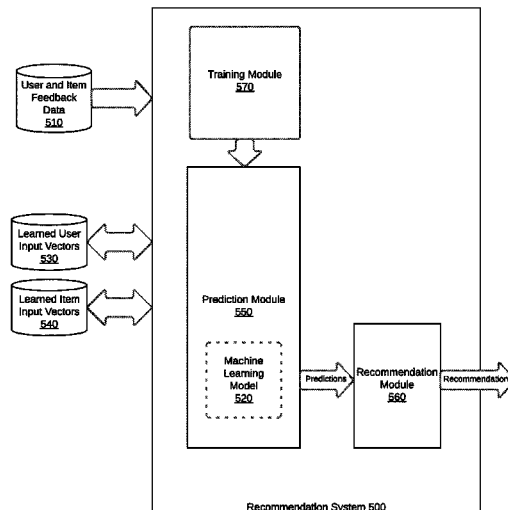 Training Module
570
User and Item
Feedback
Data
510
Learned User
Input Vectors
530
Learned Item
Input Vectors
540
Prediction Module
550
Machine
Learning
Model
520
Predictions
Recommendation
Module
560
Recommendation
Recommendation System 500